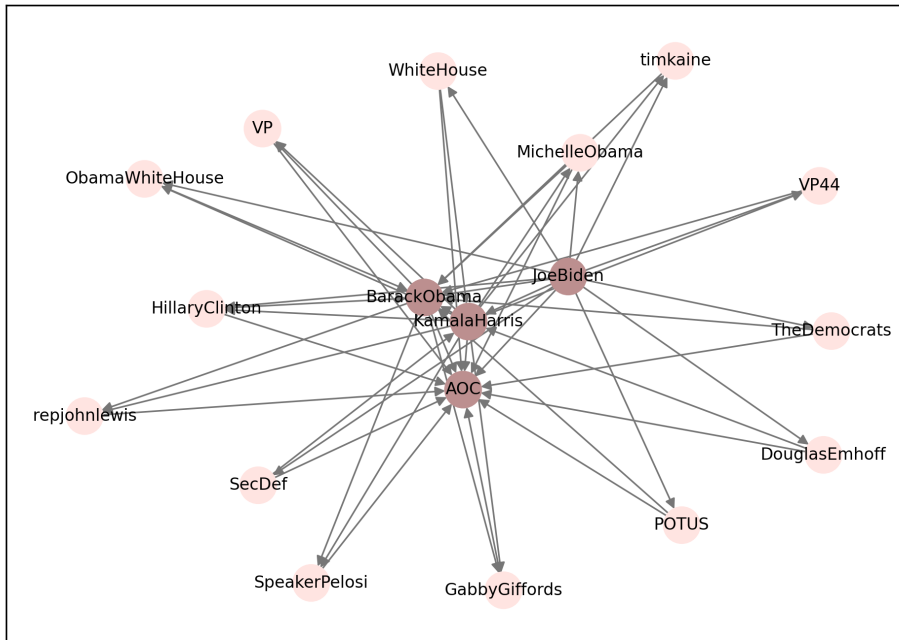 timkaine
WhiteHouse
VP
MichelleObama
ObamaWhiteHouse
VP44
JoeBiden
BarackObama
HillaryClinton
KamalaHarris
TheDemocrats
AOC
repjohnlewis
DouglasEmhoff
SecDef
POTUS
SpeakerPelosi
GabbyGiffords